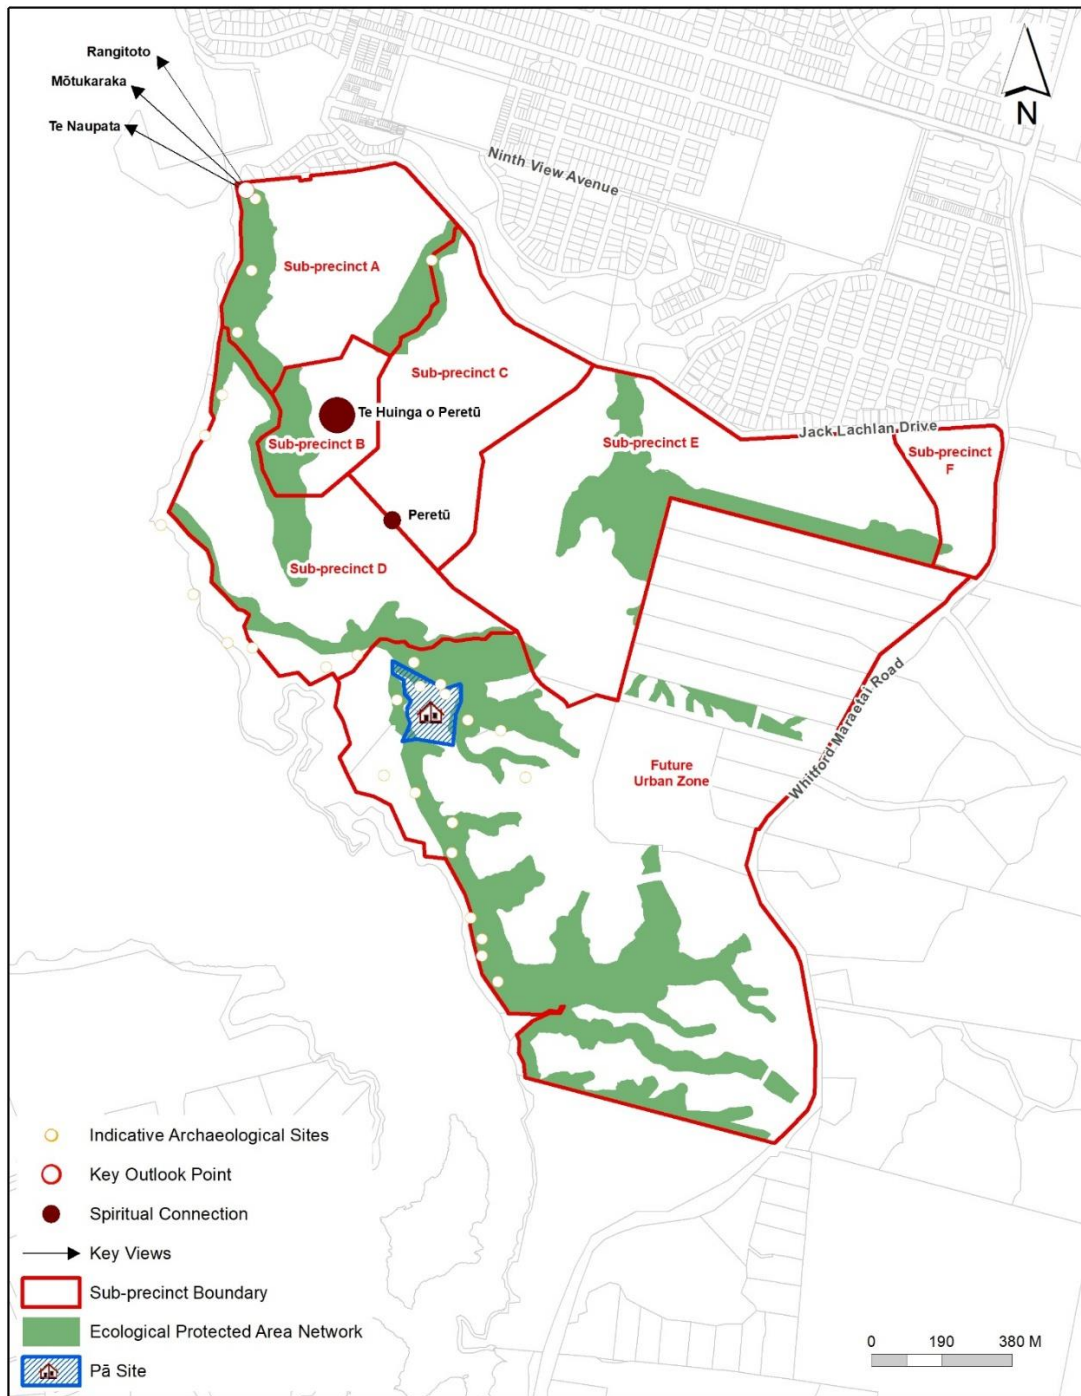 Rangitoto
Mōtukaraka
Te Naupata
N
Ninth View Avenue
Sub-precinct A
Sub-precinct C
Te Huinga o Peretū
Sub-precinct B
Sub-precinct E
Jack Lachlan Drive
Sub-precinct
F
Peretū
Sub-precinct D
Whitford Maraetai Road
Future
Urban Zone
Indicative Archaeological Sites
Key Outlook Point
Spiritual Connection
Key Views
Sub-precinct Boundary
Ecological Protected Area Network
Pā Site
0 190 380 M